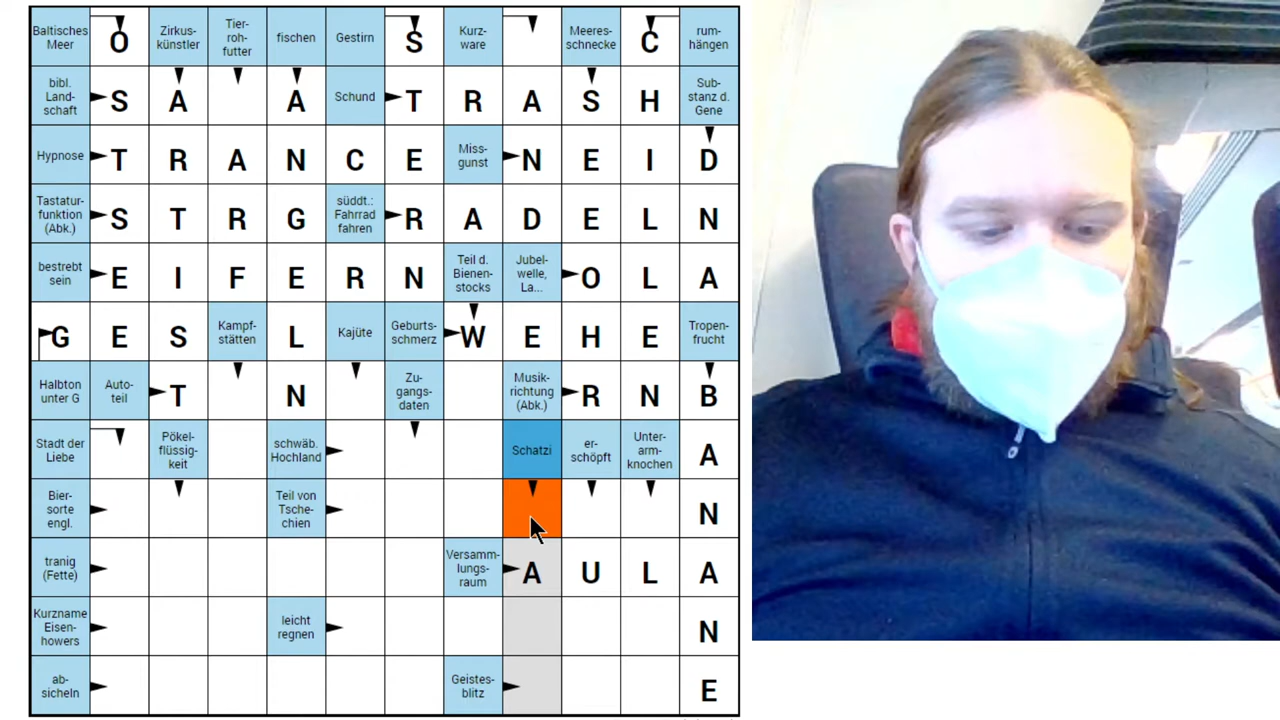 Baltisches Meer O Zirkus-künstler Tier-roh-futter fischen Gestirn S Kurz-ware Meeres-schnecke C rum-hängen
bibl. Land-schaft S A A Schund T R A S H Sub-stanz d. Gene
Hypnose T R A N C E Miss-gunst N E I D
Tastatur-funktion (Abk.) S T R G südd.: Fahrrad fahren R A D E L N
bestrebt sein E I F E R N Teil d. Bienen-stocks Jubel-welle, La... O L A
G E S Kampf-stätten L Kajüte Geburts-schmerz W E H E Tropen-frucht
Halbton unter G Auto-teil T N Zu-gangs-daten Musik-richtung (Abk.) R N B
Stadt der Liebe Pökel-flüssig-keit schwäb. Hochland Schatzi er-schöpft Unter-arm-knochen A
Bier-sorte engl. Teil von Tsche-chien N
tranig (Fette) Versamm-lungs-raum A U L A
Kurzname Eisen-howers leicht regnen N
ab-sicheln Geistes-blitz E